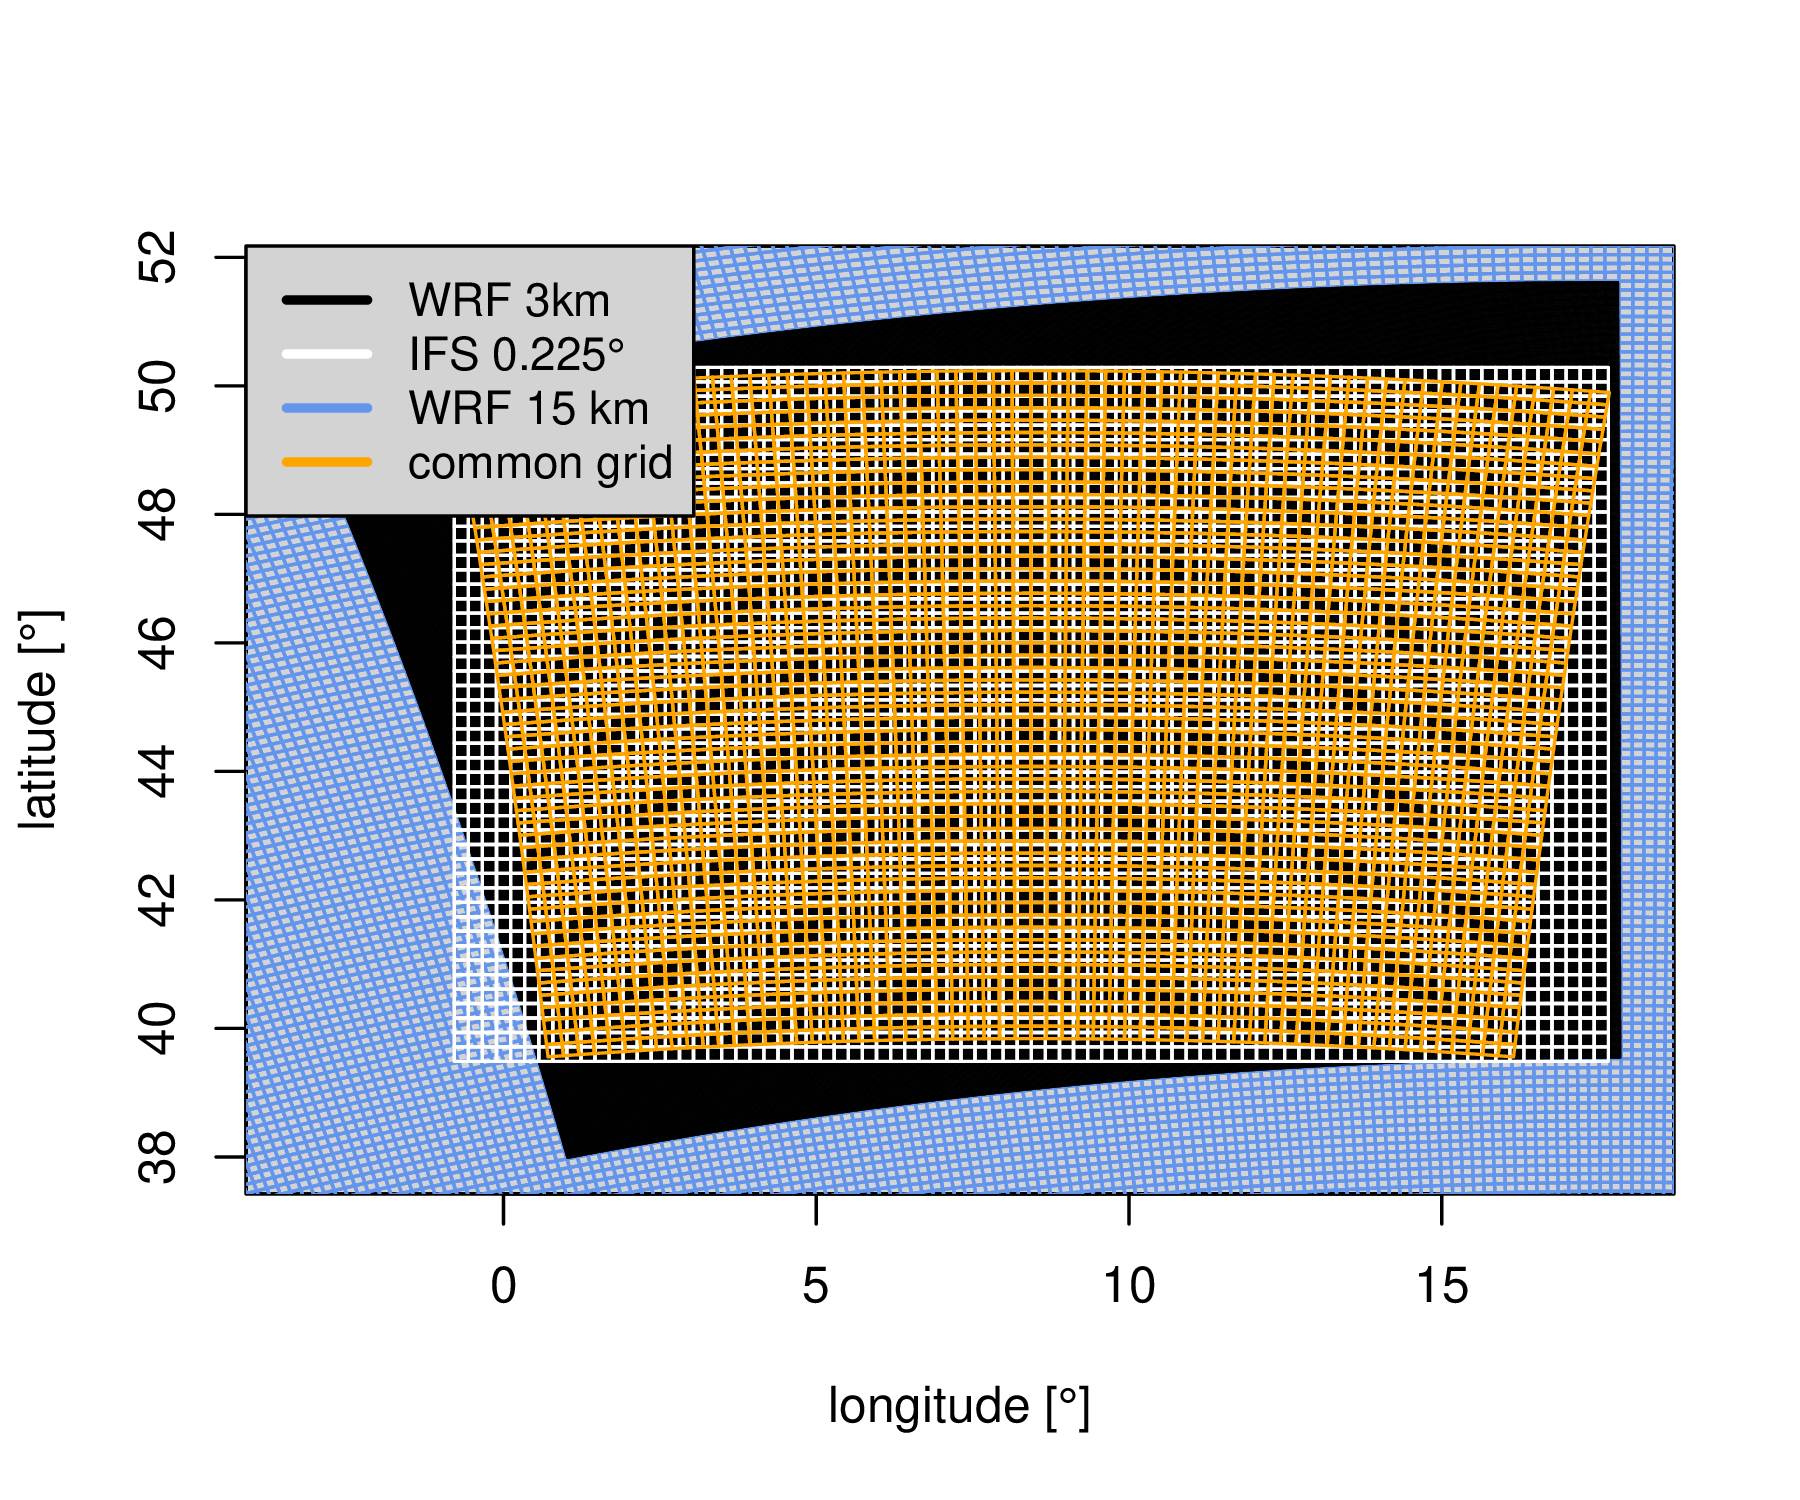 WRF 3km
IFS 0.225°
WRF 15 km
common grid
latitude [°]
52
50
48
46
44
42
40
38
0 5 10 15
longitude [°]